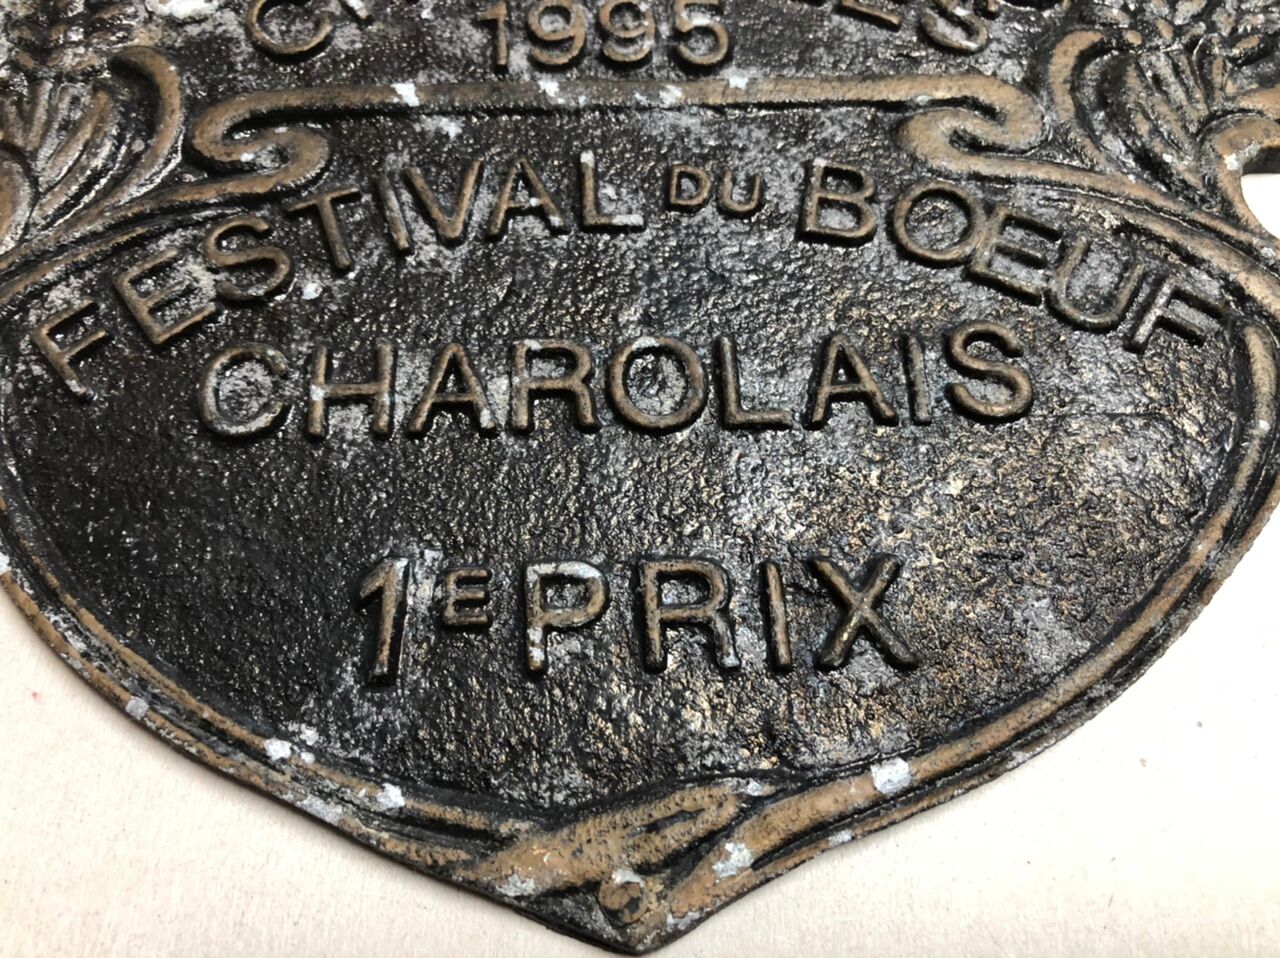 1995
FESTIVAL DU BOEUF
CHAROLAIS
1E PRIX